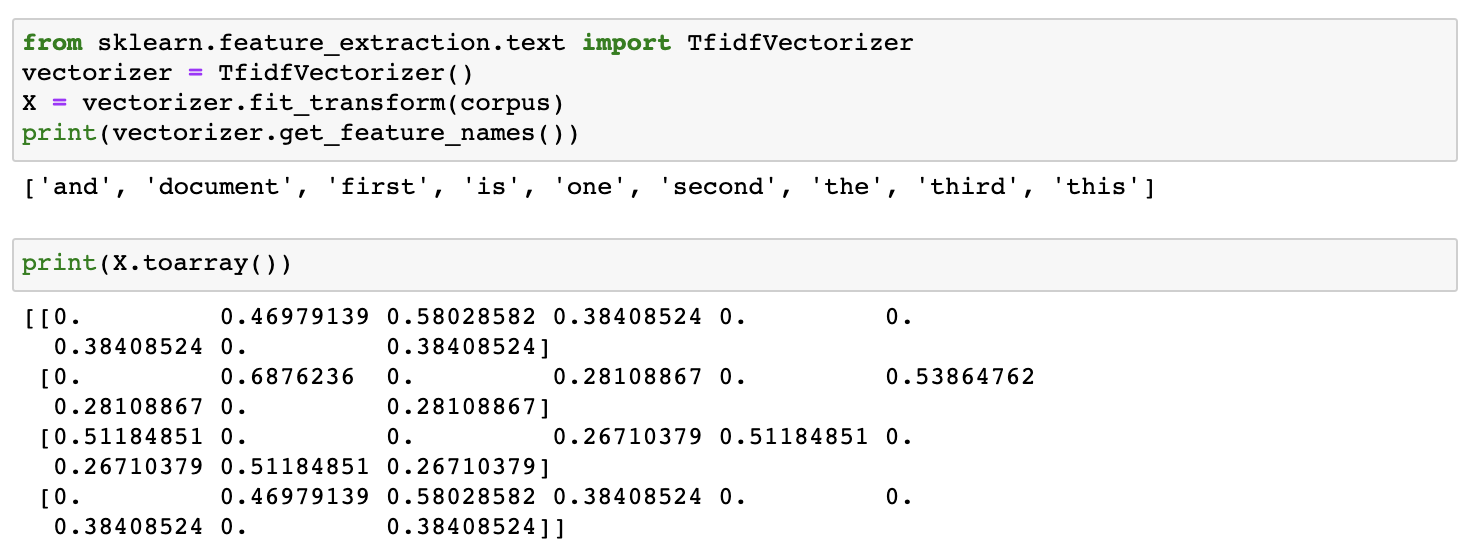 from sklearn.feature_extraction.text import TfidfVectorizer
vectorizer = TfidfVectorizer()
X = vectorizer.fit_transform(corpus)
print(vectorizer.get_feature_names())
['and', 'document', 'first', 'is', 'one', 'second', 'the', 'third', 'this']
print(X.toarray())
[[0.         0.46979139 0.58028582 0.38408524 0.         0.
  0.38408524 0.         0.38408524]
 [0.         0.6876236  0.         0.28108867 0.         0.53864762
  0.28108867 0.         0.28108867]
 [0.51184851 0.         0.         0.26710379 0.51184851 0.
  0.26710379 0.51184851 0.26710379]
 [0.         0.46979139 0.58028582 0.38408524 0.         0.
  0.38408524 0.         0.38408524]]